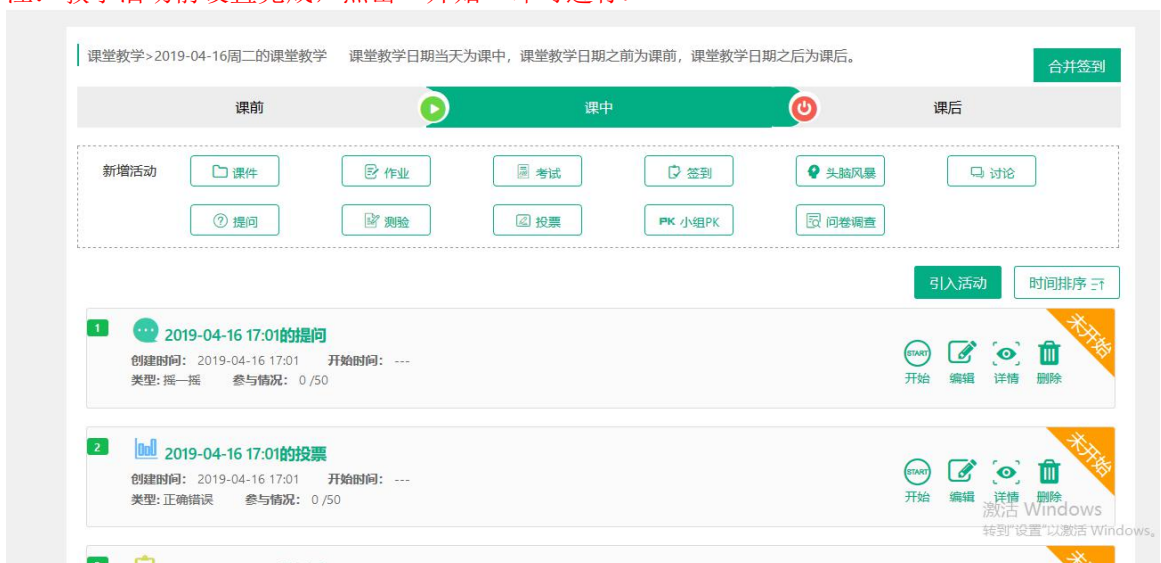 课堂教学>2019-04-16周二的课堂教学 课堂教学日期当天为课中，课堂教学日期之前为课前，课堂教学日期之后为课后。
合并签到
课前 课中 课后
新增活动 课件 作业 考试 签到 头脑风暴 讨论
提问 测验 投票 PK 小组PK 问卷调查
引入活动 时间排序
1 2019-04-16 17:01的提问 未开始
创建时间： 2019-04-16 17:01 开始时间： ---
类型: 摇一摇 参与情况： 0 /50
START
开始 编辑 详情 删除
2 2019-04-16 17:01的投票 未开始
创建时间： 2019-04-16 17:01 开始时间： ---
类型: 正确错误 参与情况： 0 /50
START
开始 编辑 详情 删除
激活 Windows
转到"设置"以激活 Windows。